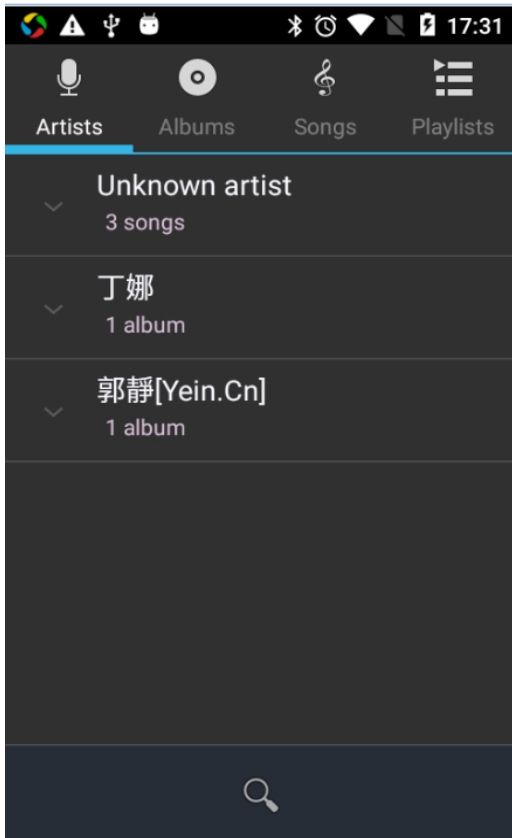 17:31
Artists Albums Songs Playlists
Unknown artist
3 songs
丁娜
1 album
郭靜[Yein.Cn]
1 album